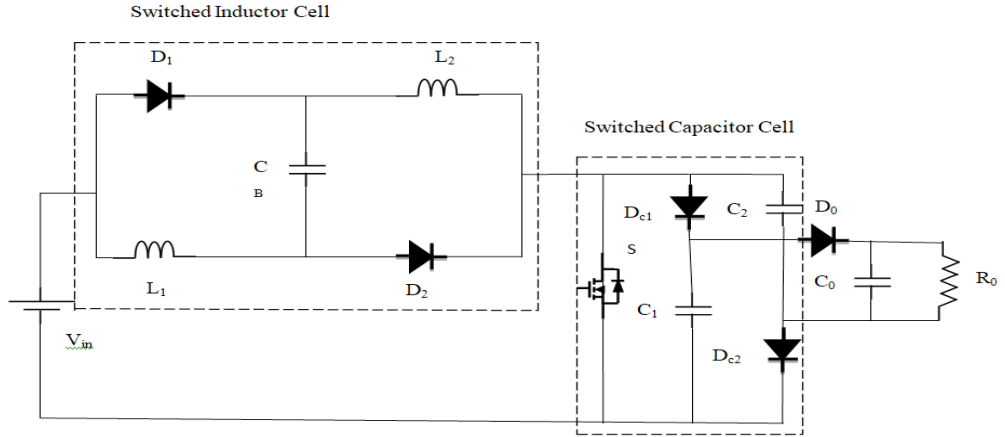 Switched Inductor Cell
D1
L2
C
B
L1
D2
Vin
Switched Capacitor Cell
Dc1
C2
D0
S
C1
C0
R0
Dc2